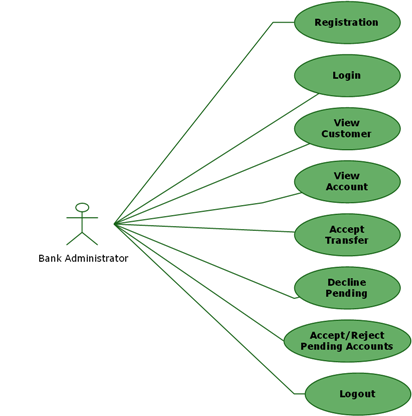 Registration
Login
View
Customer
View
Account
Accept
Transfer
Bank Administrator
Decline
Pending
Accept/Reject
Pending Accounts
Logout